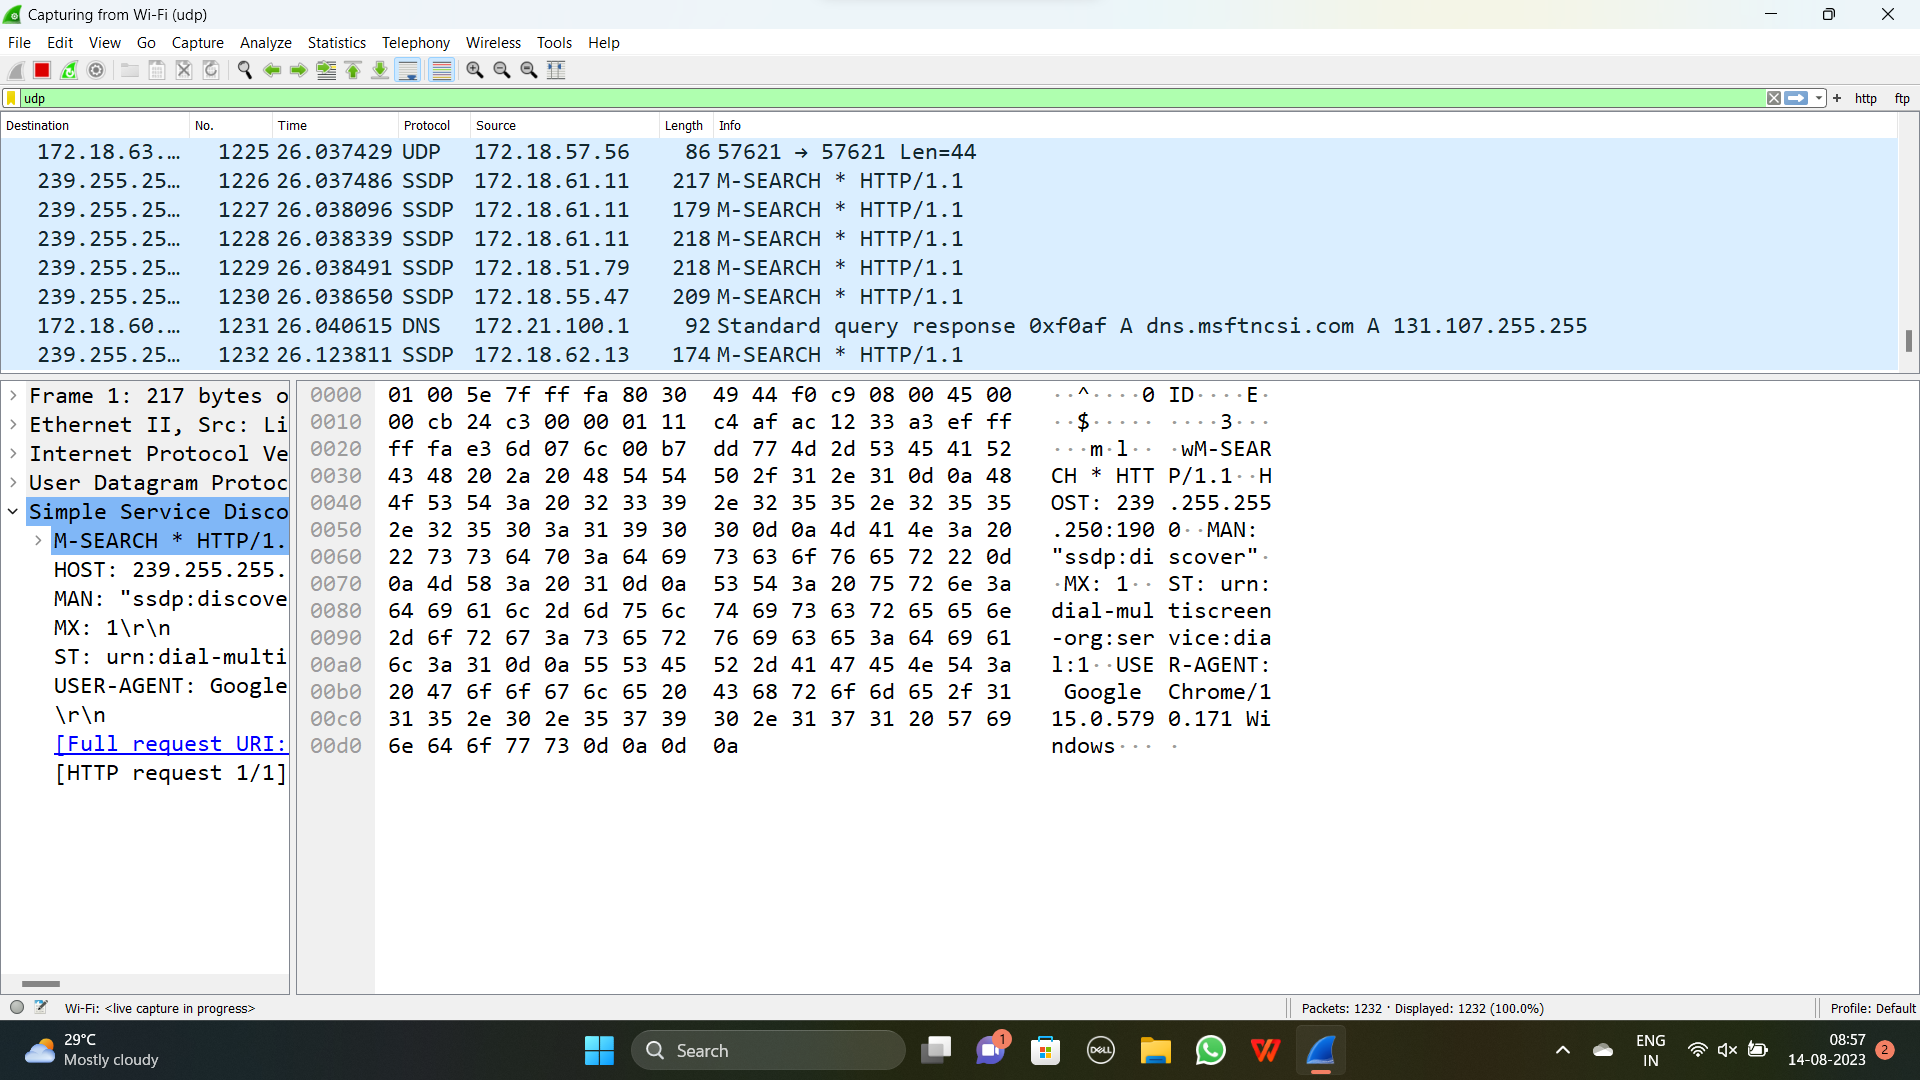 Capturing from Wi-Fi (udp)
File Edit View Go Capture Analyze Statistics Telephony Wireless Tools Help
udp + http ftp
Destination No. Time Protocol Source Length Info
172.18.63.… 1225 26.037429 UDP 172.18.57.56 86 57621 → 57621 Len=44
239.255.25… 1226 26.037486 SSDP 172.18.61.11 217 M-SEARCH * HTTP/1.1
239.255.25… 1227 26.038096 SSDP 172.18.61.11 179 M-SEARCH * HTTP/1.1
239.255.25… 1228 26.038339 SSDP 172.18.61.11 218 M-SEARCH * HTTP/1.1
239.255.25… 1229 26.038491 SSDP 172.18.51.79 218 M-SEARCH * HTTP/1.1
239.255.25… 1230 26.038650 SSDP 172.18.55.47 209 M-SEARCH * HTTP/1.1
172.18.60.… 1231 26.040615 DNS 172.21.100.1 92 Standard query response 0xf0af A dns.msftncsi.com A 131.107.255.255
239.255.25… 1232 26.123811 SSDP 172.18.62.13 174 M-SEARCH * HTTP/1.1
Frame 1: 217 bytes o
Ethernet II, Src: Li
Internet Protocol Ve
User Datagram Protoc
Simple Service Disco
M-SEARCH * HTTP/1.
HOST: 239.255.255.
MAN: "ssdp:discove
MX: 1\r\n
ST: urn:dial-multi
USER-AGENT: Google
\r\n
[Full request URI:
[HTTP request 1/1]
0000 01 00 5e 7f ff fa 80 30 49 44 f0 c9 08 00 45 00 ··^····0 ID····E·
0010 00 cb 24 c3 00 00 01 11 c4 af ac 12 33 a3 ef ff ··$····· ····3···
0020 ff fa e3 6d 07 6c 00 b7 dd 77 4d 2d 53 45 41 52 ···m·l·· ·wM-SEAR
0030 43 48 20 2a 20 48 54 54 50 2f 31 2e 31 0d 0a 48 CH * HTT P/1.1··H
0040 4f 53 54 3a 20 32 33 39 2e 32 35 35 2e 32 35 35 OST: 239 .255.255
0050 2e 32 35 30 3a 31 39 30 30 0d 0a 4d 41 4e 3a 20 .250:190 0··MAN:
0060 22 73 73 64 70 3a 64 69 73 63 6f 76 65 72 22 0d "ssdp:di scover"·
0070 0a 4d 58 3a 20 31 0d 0a 53 54 3a 20 75 72 6e 3a ·MX: 1·· ST: urn:
0080 64 69 61 6c 2d 6d 75 6c 74 69 73 63 72 65 65 6e dial-mul tiscreen
0090 2d 6f 72 67 3a 73 65 72 76 69 63 65 3a 64 69 61 -org:ser vice:dia
00a0 6c 3a 31 0d 0a 55 53 45 52 2d 41 47 45 4e 54 3a l:1··USE R-AGENT:
00b0 20 47 6f 6f 67 6c 65 20 43 68 72 6f 6d 65 2f 31 Google Chrome/1
00c0 31 35 2e 30 2e 35 37 39 30 2e 31 37 31 20 57 69 15.0.579 0.171 Wi
00d0 6e 64 6f 77 73 0d 0a 0d 0a ndows··· ·
Wi-Fi: <live capture in progress> Packets: 1232 · Displayed: 1232 (100.0%) Profile: Default
29°C
Mostly cloudy
Search
1
DELL
ENG
IN
08:57
14-08-2023
2